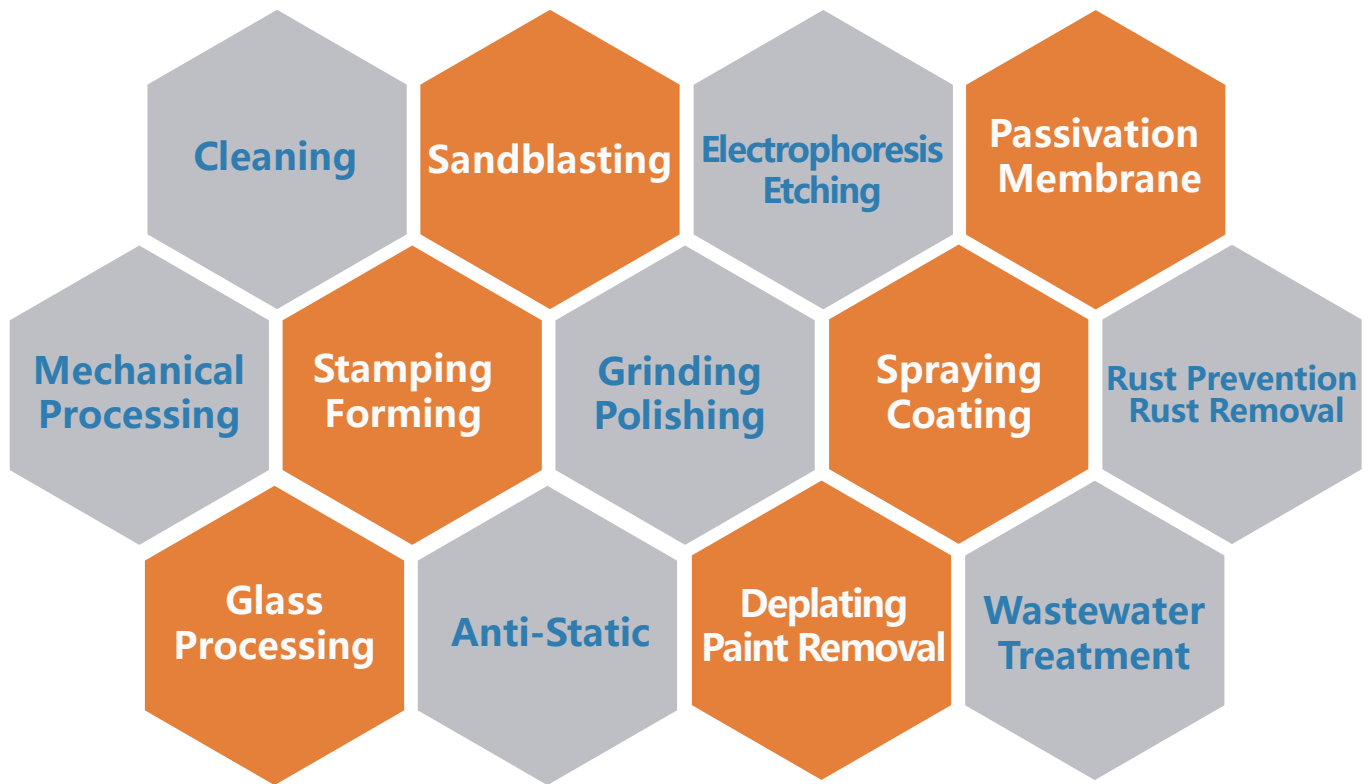 Cleaning
Sandblasting
Electrophoresis
Etching
Passivation
Membrane
Mechanical
Processing
Stamping
Forming
Grinding
Polishing
Spraying
Coating
Rust Prevention
Rust Removal
Glass
Processing
Anti-Static
Deplating
Paint Removal
Wastewater
Treatment